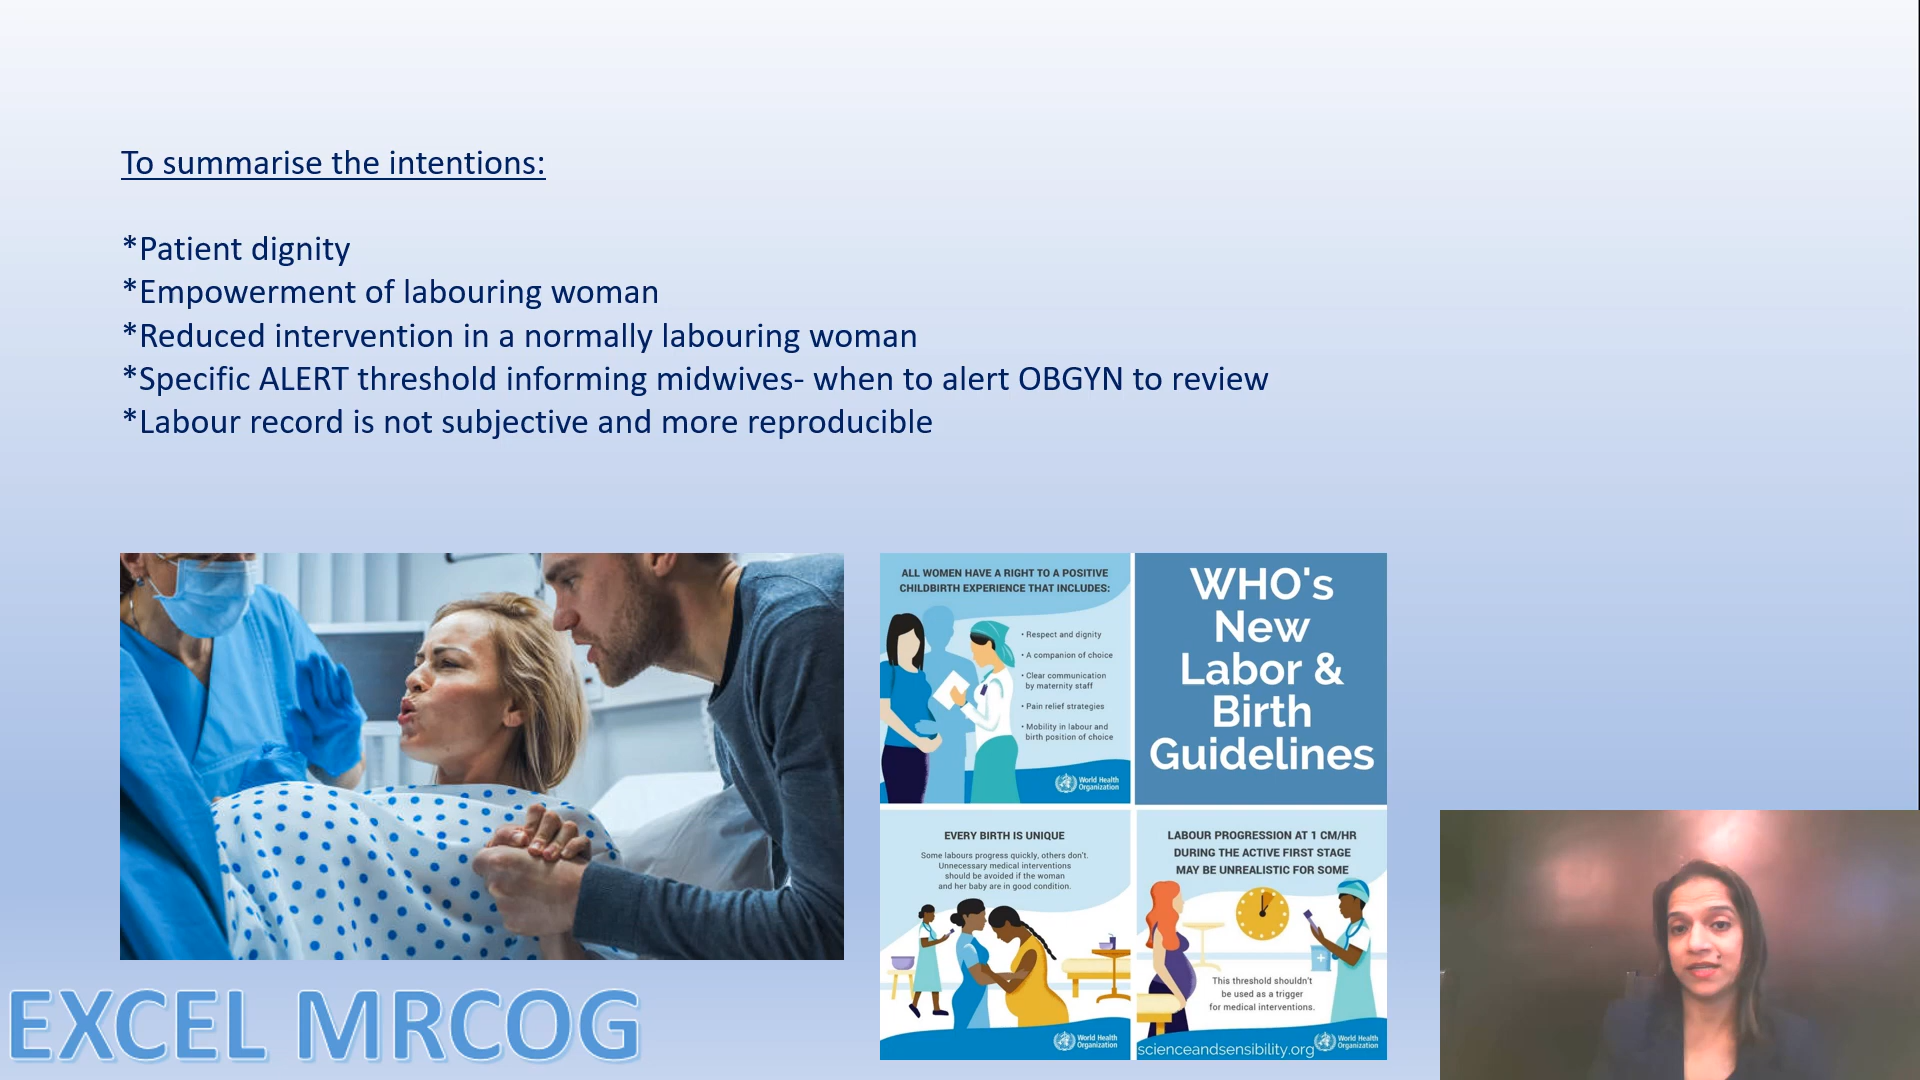 To summarise the intentions:
*Patient dignity
*Empowerment of labouring woman
*Reduced intervention in a normally labouring woman
*Specific ALERT threshold informing midwives- when to alert OBGYN to review
*Labour record is not subjective and more reproducible
ALL WOMEN HAVE A RIGHT TO A POSITIVE
CHILDBIRTH EXPERIENCE THAT INCLUDES:
• Respect and dignity
• A companion of choice
• Clear communication
by maternity staff
• Pain relief strategies
• Mobility in labour and
birth position of choice
World Health
Organization
WHO's
New
Labor &
Birth
Guidelines
EVERY BIRTH IS UNIQUE
Some labours progress quickly, others don't.
Unnecessary medical interventions
should be avoided if the woman
and her baby are in good condition.
World Health
Organization
LABOUR PROGRESSION AT 1 CM/HR
DURING THE ACTIVE FIRST STAGE
MAY BE UNREALISTIC FOR SOME
This threshold shouldn't
be used as a trigger
for medical interventions.
scienceandsensibility.org
World Health
Organization
EXCEL MRCOG